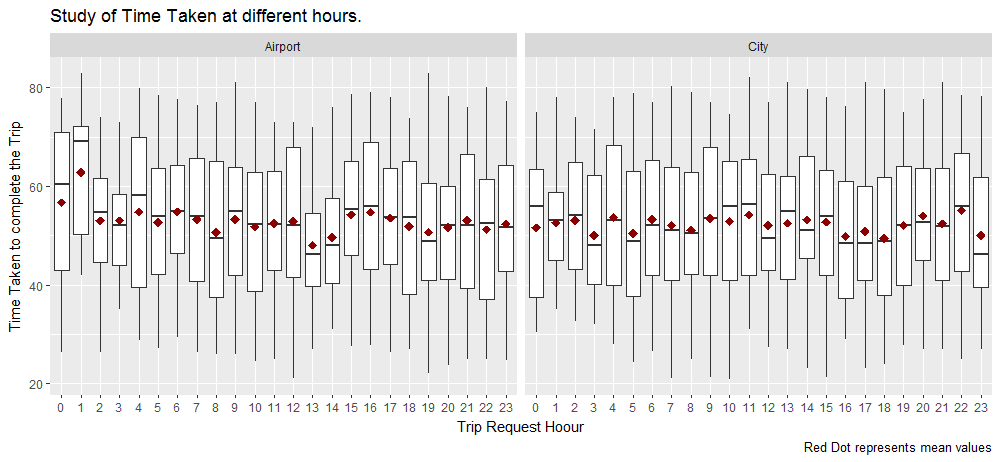 Study of Time Taken at different hours.
Airport
City
Time Taken to complete the Trip
80
60
40
20
0 1 2 3 4 5 6 7 8 9 10 11 12 13 14 15 16 17 18 19 20 21 22 23
0 1 2 3 4 5 6 7 8 9 10 11 12 13 14 15 16 17 18 19 20 21 22 23
Trip Request Hoour
Red Dot represents mean values